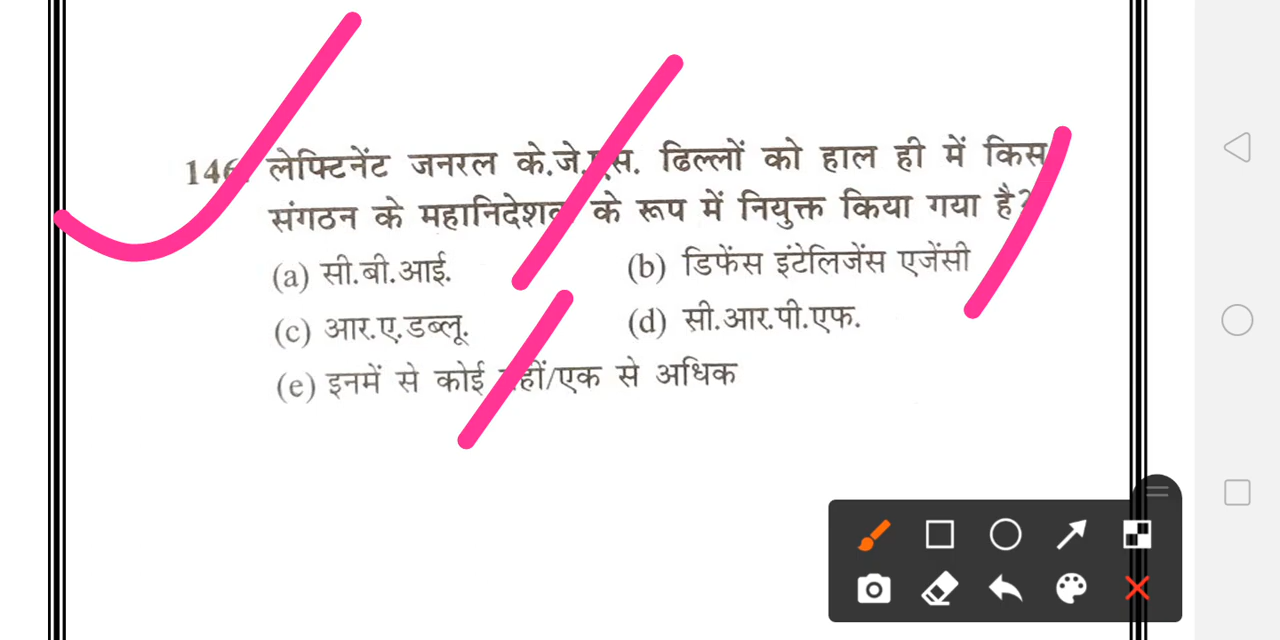 146. लेफ्टिनेंट जनरल के.जे.एस. ढिल्लों को हाल ही में किस
संगठन के महानिदेशक के रूप में नियुक्त किया गया है?
(a) सी.बी.आई. (b) डिफेंस इंटेलिजेंस एजेंसी
(c) आर.ए.डब्लू. (d) सी.आर.पी.एफ.
(e) इनमें से कोई नहीं/एक से अधिक